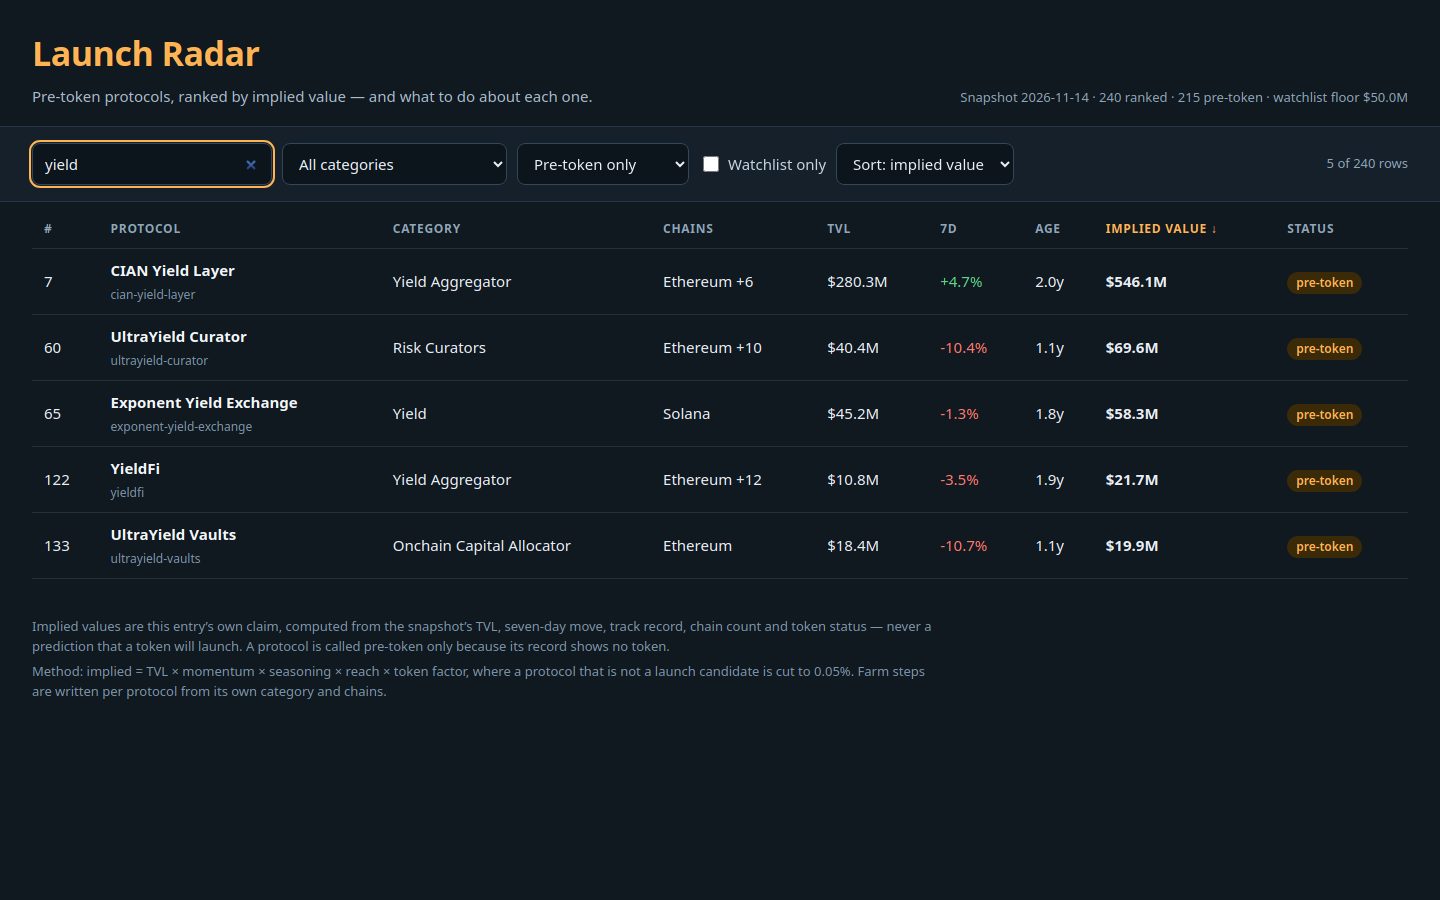 Launch Radar
Pre-token protocols, ranked by implied value — and what to do about each one.
Snapshot 2026-11-14 · 240 ranked · 215 pre-token · watchlist floor $50.0M
yield
All categories
Pre-token only
Watchlist only
Sort: implied value
5 of 240 rows
# PROTOCOL CATEGORY CHAINS TVL 7D AGE IMPLIED VALUE ↓ STATUS
7 CIAN Yield Layer Yield Aggregator Ethereum +6 $280.3M +4.7% 2.0y $546.1M pre-token
cian-yield-layer
60 UltraYield Curator Risk Curators Ethereum +10 $40.4M -10.4% 1.1y $69.6M pre-token
ultrayield-curator
65 Exponent Yield Exchange Yield Solana $45.2M -1.3% 1.8y $58.3M pre-token
exponent-yield-exchange
122 YieldFi Yield Aggregator Ethereum +12 $10.8M -3.5% 1.9y $21.7M pre-token
yieldfi
133 UltraYield Vaults Onchain Capital Allocator Ethereum $18.4M -10.7% 1.1y $19.9M pre-token
ultrayield-vaults
Implied values are this entry's own claim, computed from the snapshot's TVL, seven-day move, track record, chain count and token status — never a
prediction that a token will launch. A protocol is called pre-token only because its record shows no token.
Method: implied = TVL × momentum × seasoning × reach × token factor, where a protocol that is not a launch candidate is cut to 0.05%. Farm steps
are written per protocol from its own category and chains.